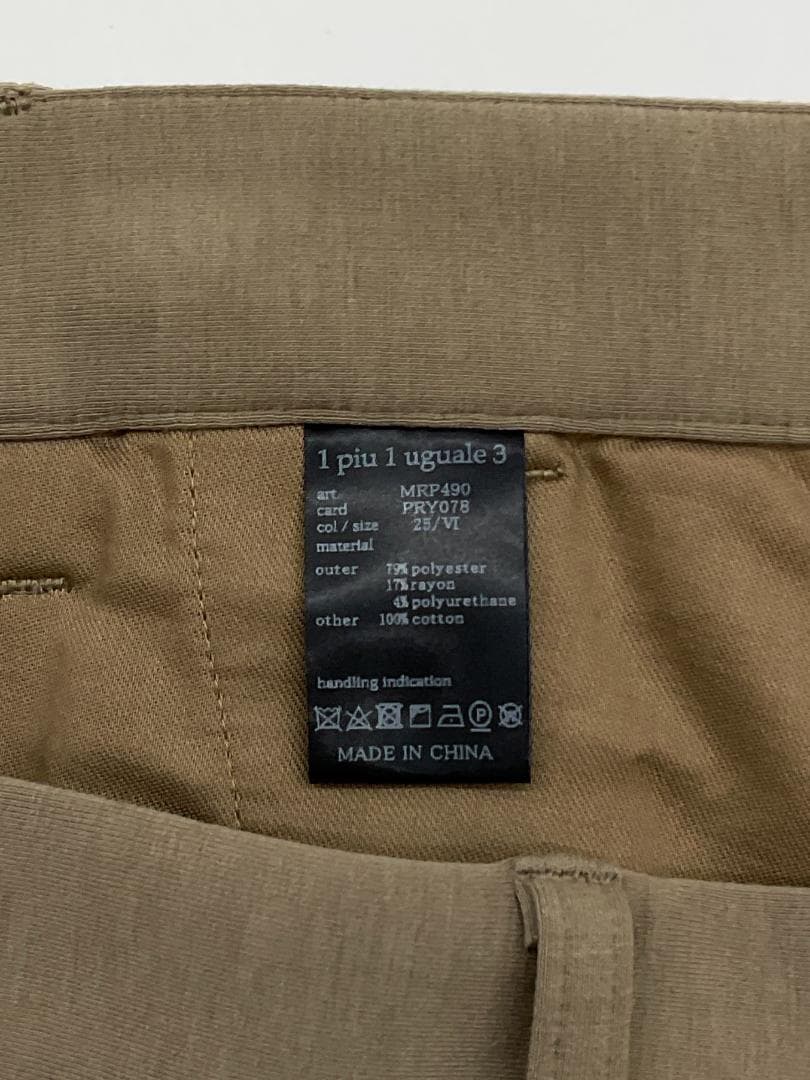 1 piu 1 uguale 3
art. MRP490
card PRY078
col / size 25/VI
material
outer 79% polyester
17% rayon
4% polyurethane
other 100% cotton
handling indication
P
MADE IN CHINA